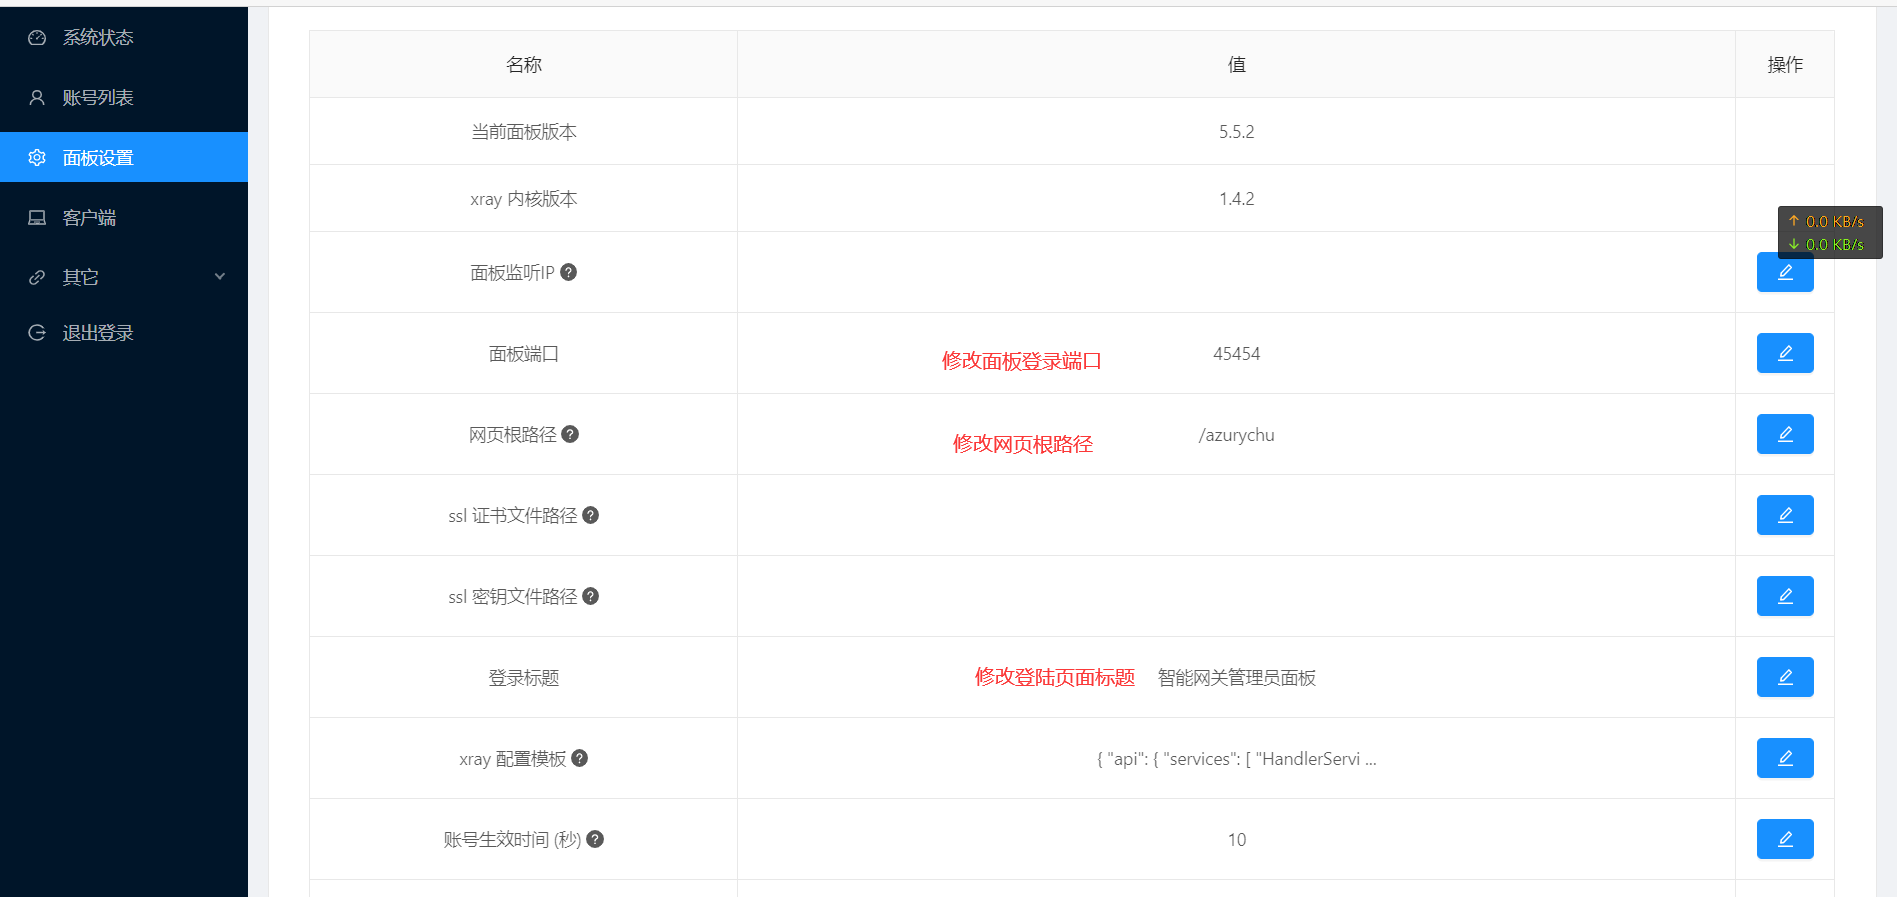 系统状态
账号列表
面板设置
客户端
其它
退出登录
名称 值 操作
当前面板版本 5.5.2
xray 内核版本 1.4.2
↑ 0.0 KB/s
↓ 0.0 KB/s
面板监听IP
面板端口 修改面板登录端口 45454
网页根路径 修改网页根路径 /azurychu
ssl 证书文件路径
ssl 密钥文件路径
登录标题 修改登陆页面标题 智能网关管理员面板
xray 配置模板 { "api": { "services": [ "HandlerServi ...
账号生效时间 (秒) 10